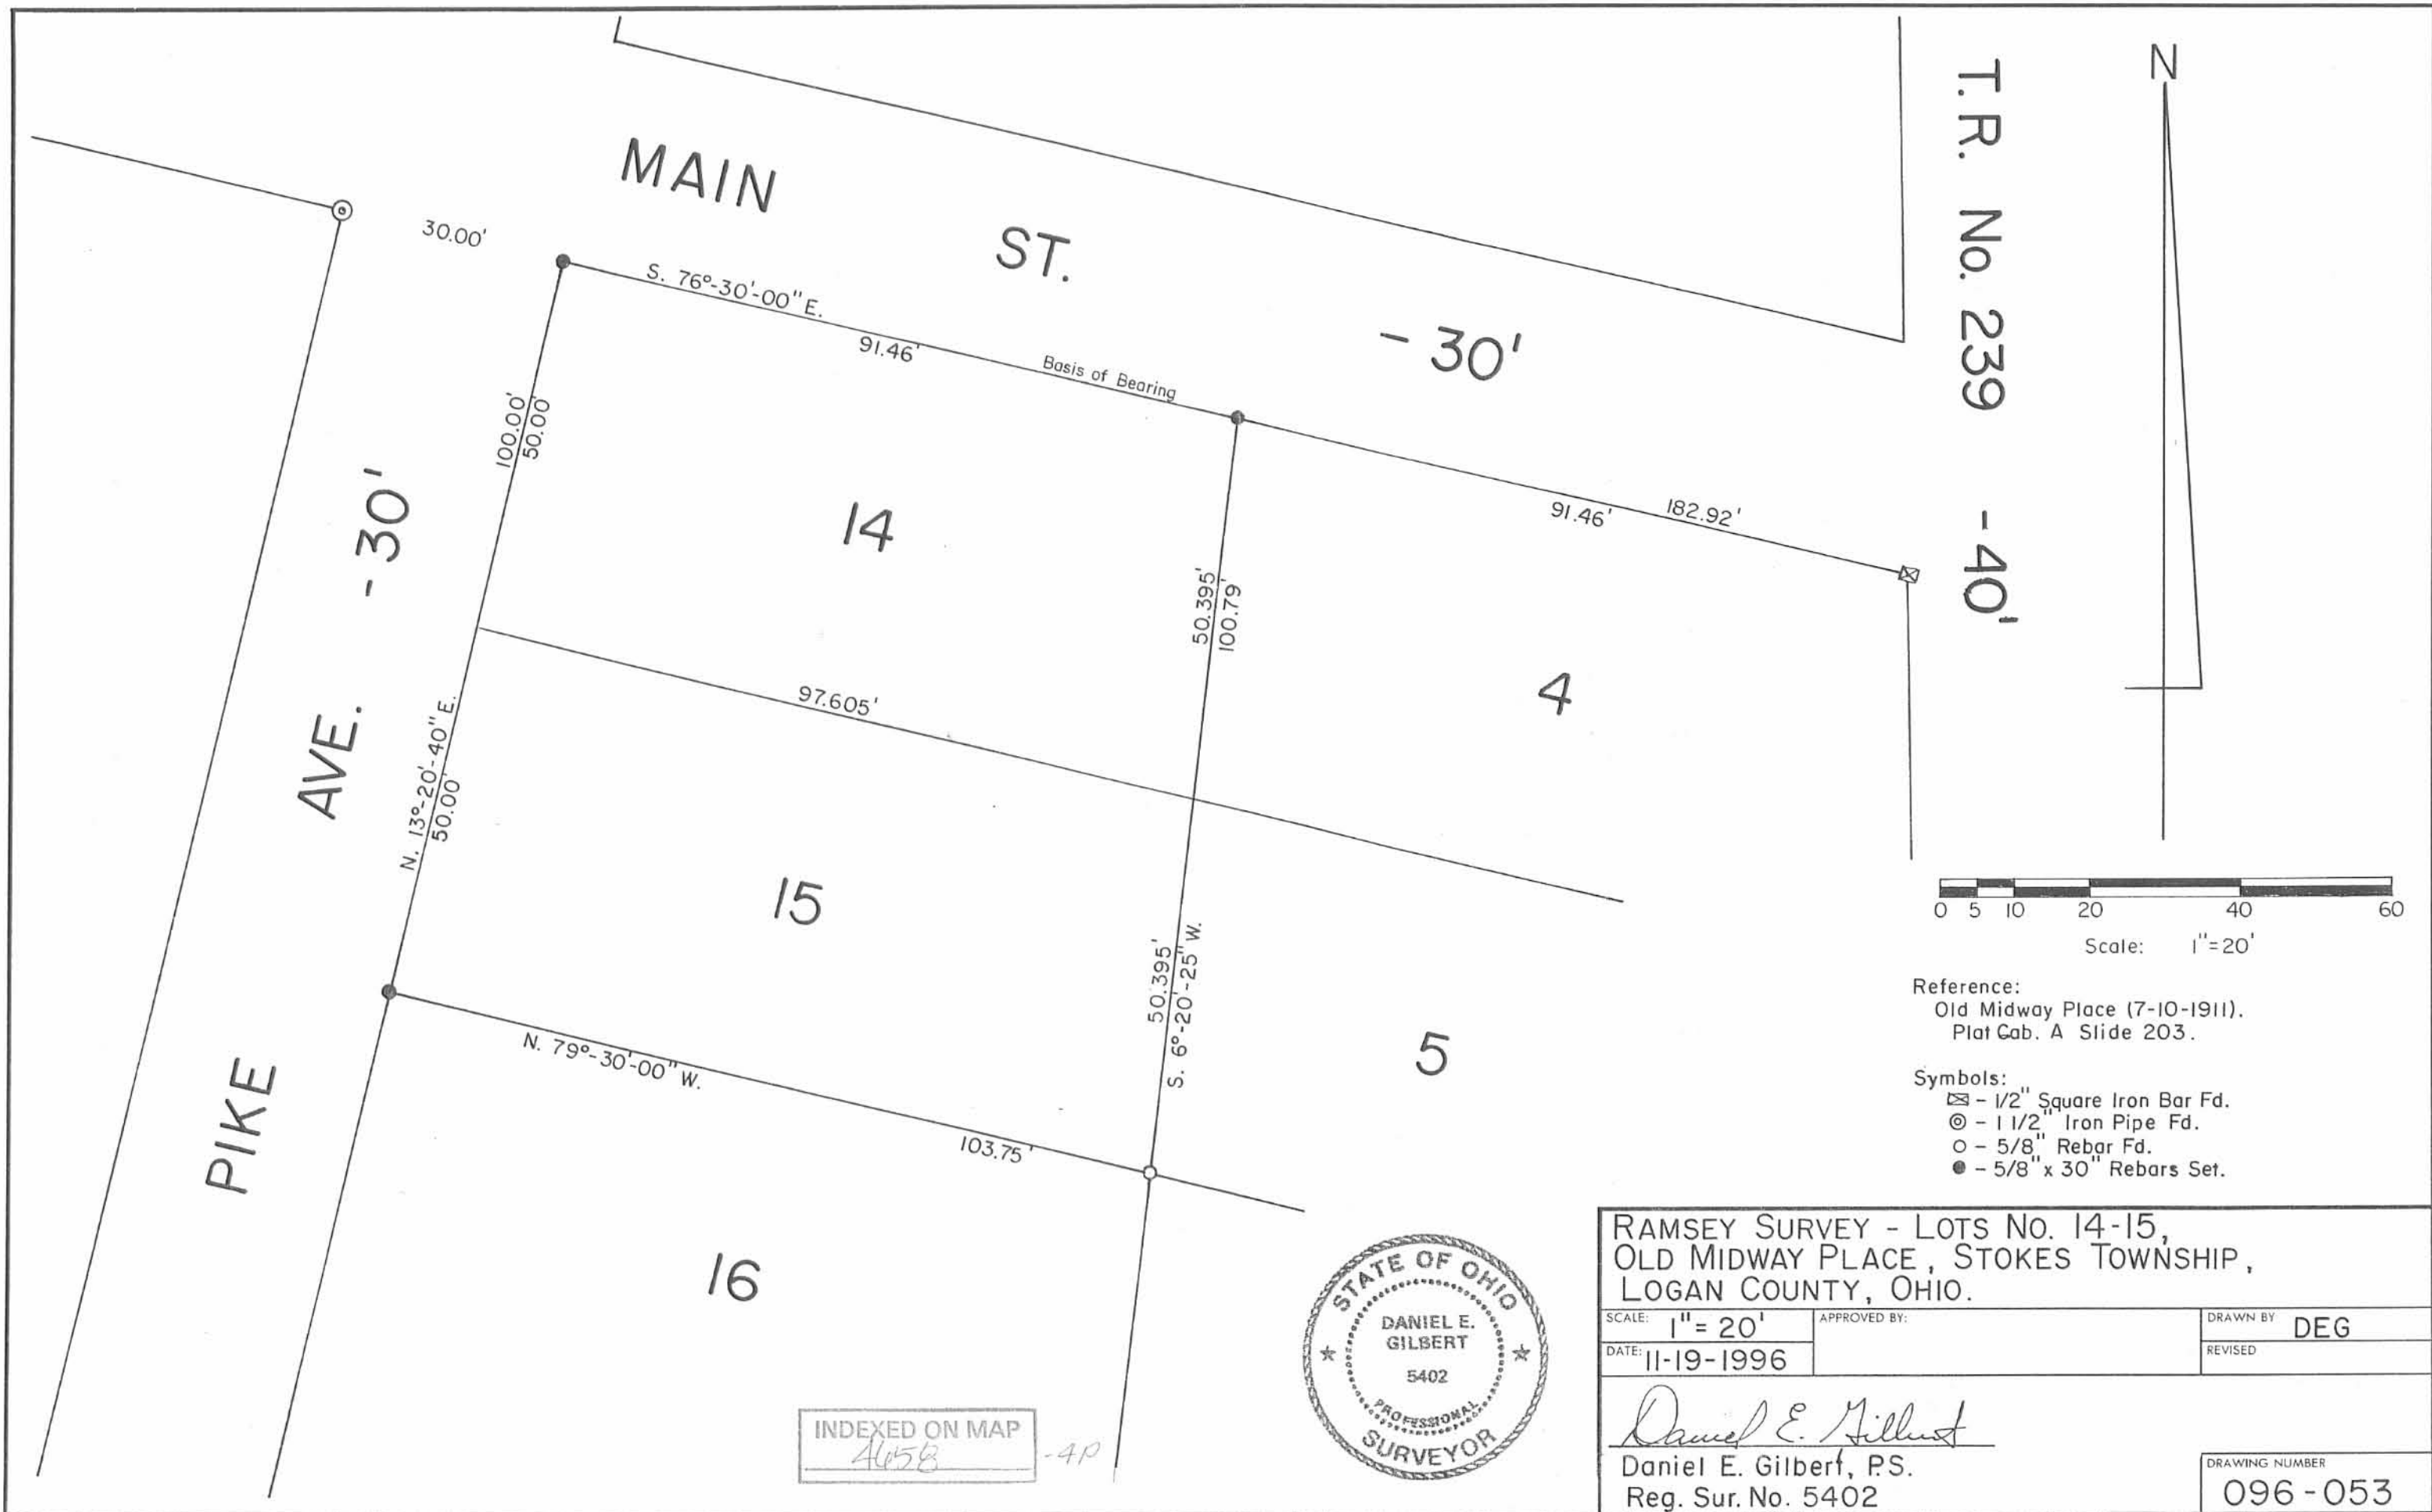 MAIN
ST.
- 30'
T.R. No. 239 -40'
N
30.00'
S. 76°-30'-00" E.
91.46'
Basis of Bearing
91.46'
182.92'
100.00'
50.00'
14
50.395'
100.79'
4
97.605'
N. 13°-20'-40" E.
50.00'
PIKE AVE. - 30'
15
50.395'
S. 6°-20'-25" W.
5
N. 79°-30'-00" W.
103.75'
16
0 5 10 20 40 60
Scale: 1"=20'
Reference:
Old Midway Place (7-10-1911).
Plat Cab. A Slide 203.
Symbols:
- 1/2" Square Iron Bar Fd.
- 1 1/2" Iron Pipe Fd.
- 5/8" Rebar Fd.
- 5/8" x 30" Rebars Set.
STATE OF OHIO
DANIEL E.
GILBERT
5402
PROFESSIONAL
SURVEYOR
INDEXED ON MAP
4658
-4P
RAMSEY SURVEY - LOTS NO. 14-15,
OLD MIDWAY PLACE, STOKES TOWNSHIP,
LOGAN COUNTY, OHIO.
SCALE: 1" = 20'
APPROVED BY:
DRAWN BY DEG
DATE: 11-19-1996
REVISED
Daniel E. Gilbert
Daniel E. Gilbert, P.S.
Reg. Sur. No. 5402
DRAWING NUMBER
096-053